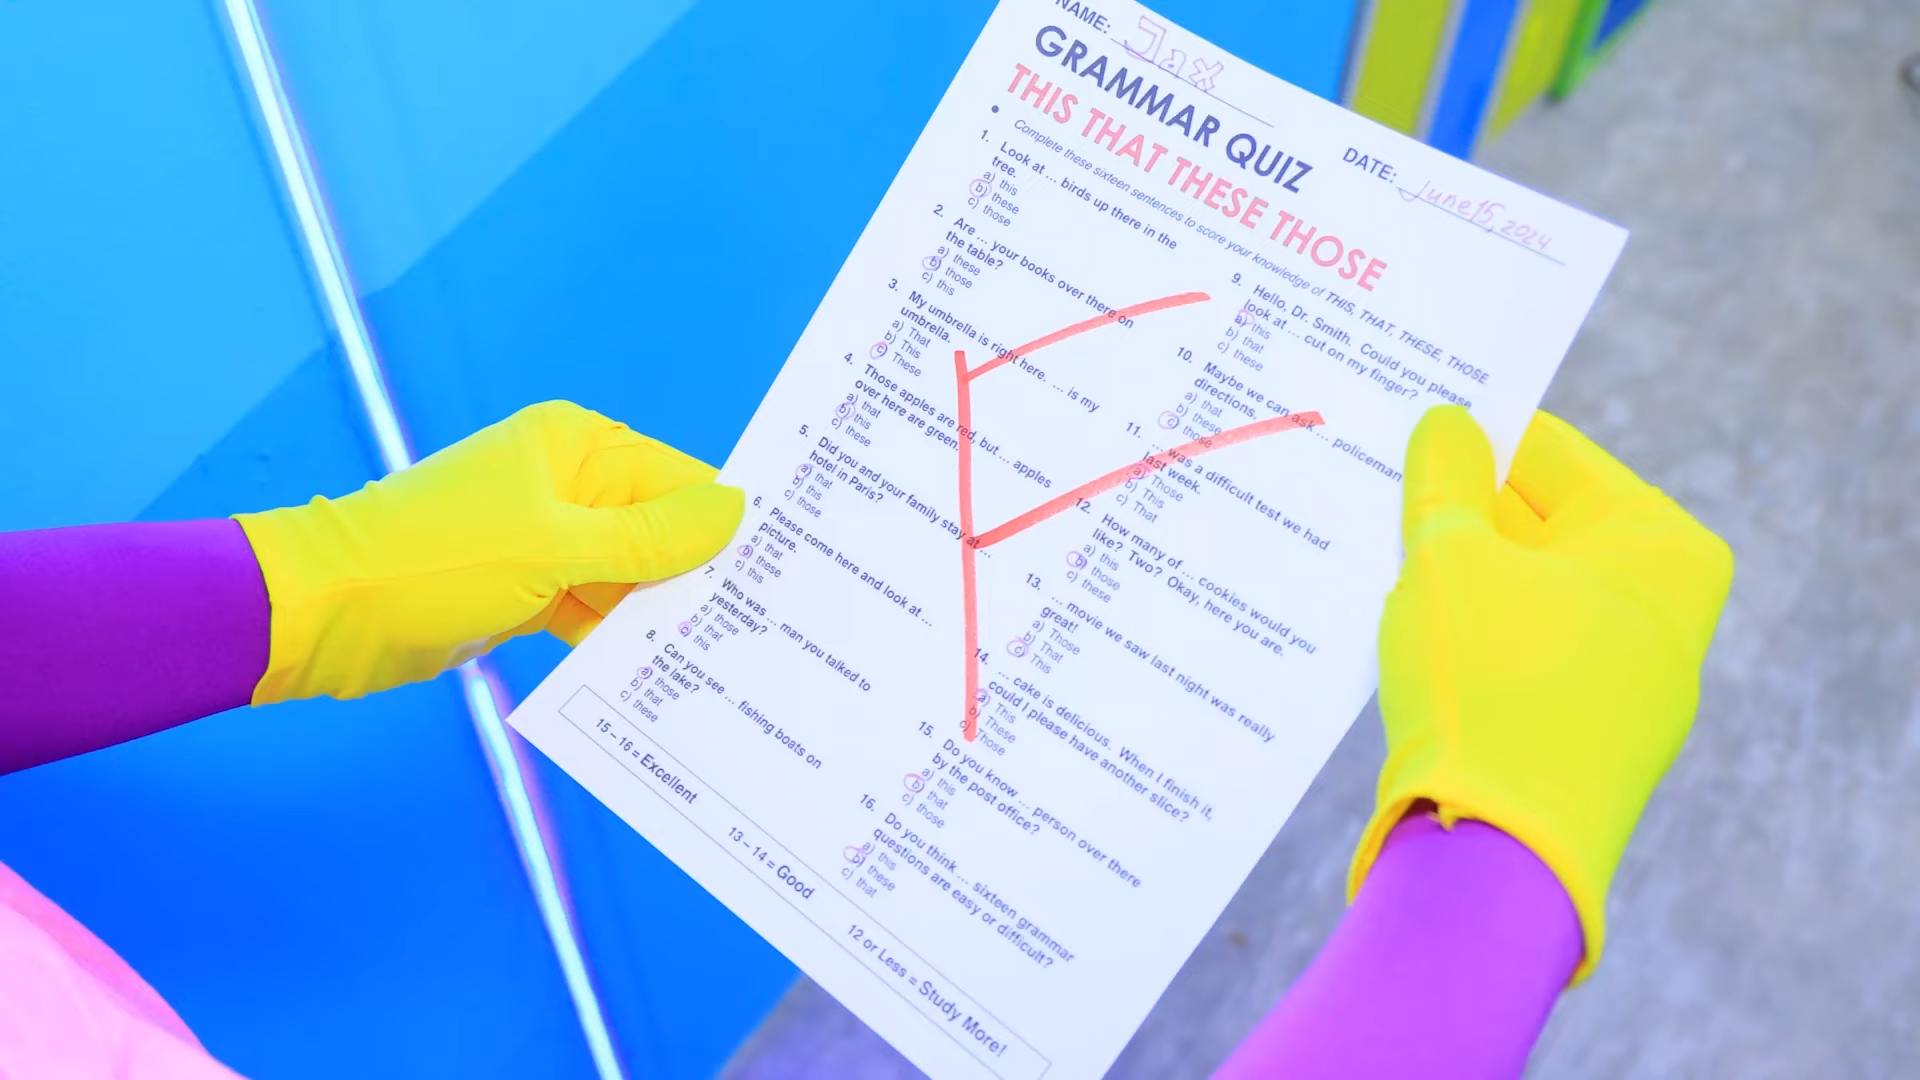 NAME: Jax
DATE: June 15, 2024
GRAMMAR QUIZ
THIS THAT THESE THOSE
• Complete these sixteen sentences to score your knowledge of THIS, THAT, THESE, THOSE
1. Look at ... birds up there in the
tree.
a) this
b) these
c) those
2. Are ... your books over there on
the table?
a) these
b) those
c) this
3. My umbrella is right here. ... is my
umbrella.
a) That
b) This
c) These
4. Those apples are red, but ... apples
over here are green.
a) that
b) this
c) these
5. Did you and your family stay at ...
hotel in Paris?
a) that
b) this
c) those
6. Please come here and look at ...
picture.
a) that
b) these
c) this
7. Who was ... man you talked to
yesterday?
a) those
b) that
c) this
8. Can you see ... fishing boats on
the lake?
a) those
b) that
c) these
9. Hello, Dr. Smith. Could you please
look at ... cut on my finger?
a) this
b) that
c) these
10. Maybe we can ask ... policeman
directions.
a) that
b) these
c) those
11. ... was a difficult test we had
last week.
a) Those
b) This
c) That
12. How many of ... cookies would you
like? Two? Okay, here you are.
a) this
b) those
c) these
13. ... movie we saw last night was really
great!
a) Those
b) That
c) This
14. ... cake is delicious. When I finish it,
could I please have another slice?
a) This
b) These
c) Those
15. Do you know ... person over there
by the post office?
a) this
b) that
c) those
16. Do you think ... sixteen grammar
questions are easy or difficult?
a) this
b) these
c) that
15 – 16 = Excellent 13 – 14 = Good 12 or Less = Study More!
F